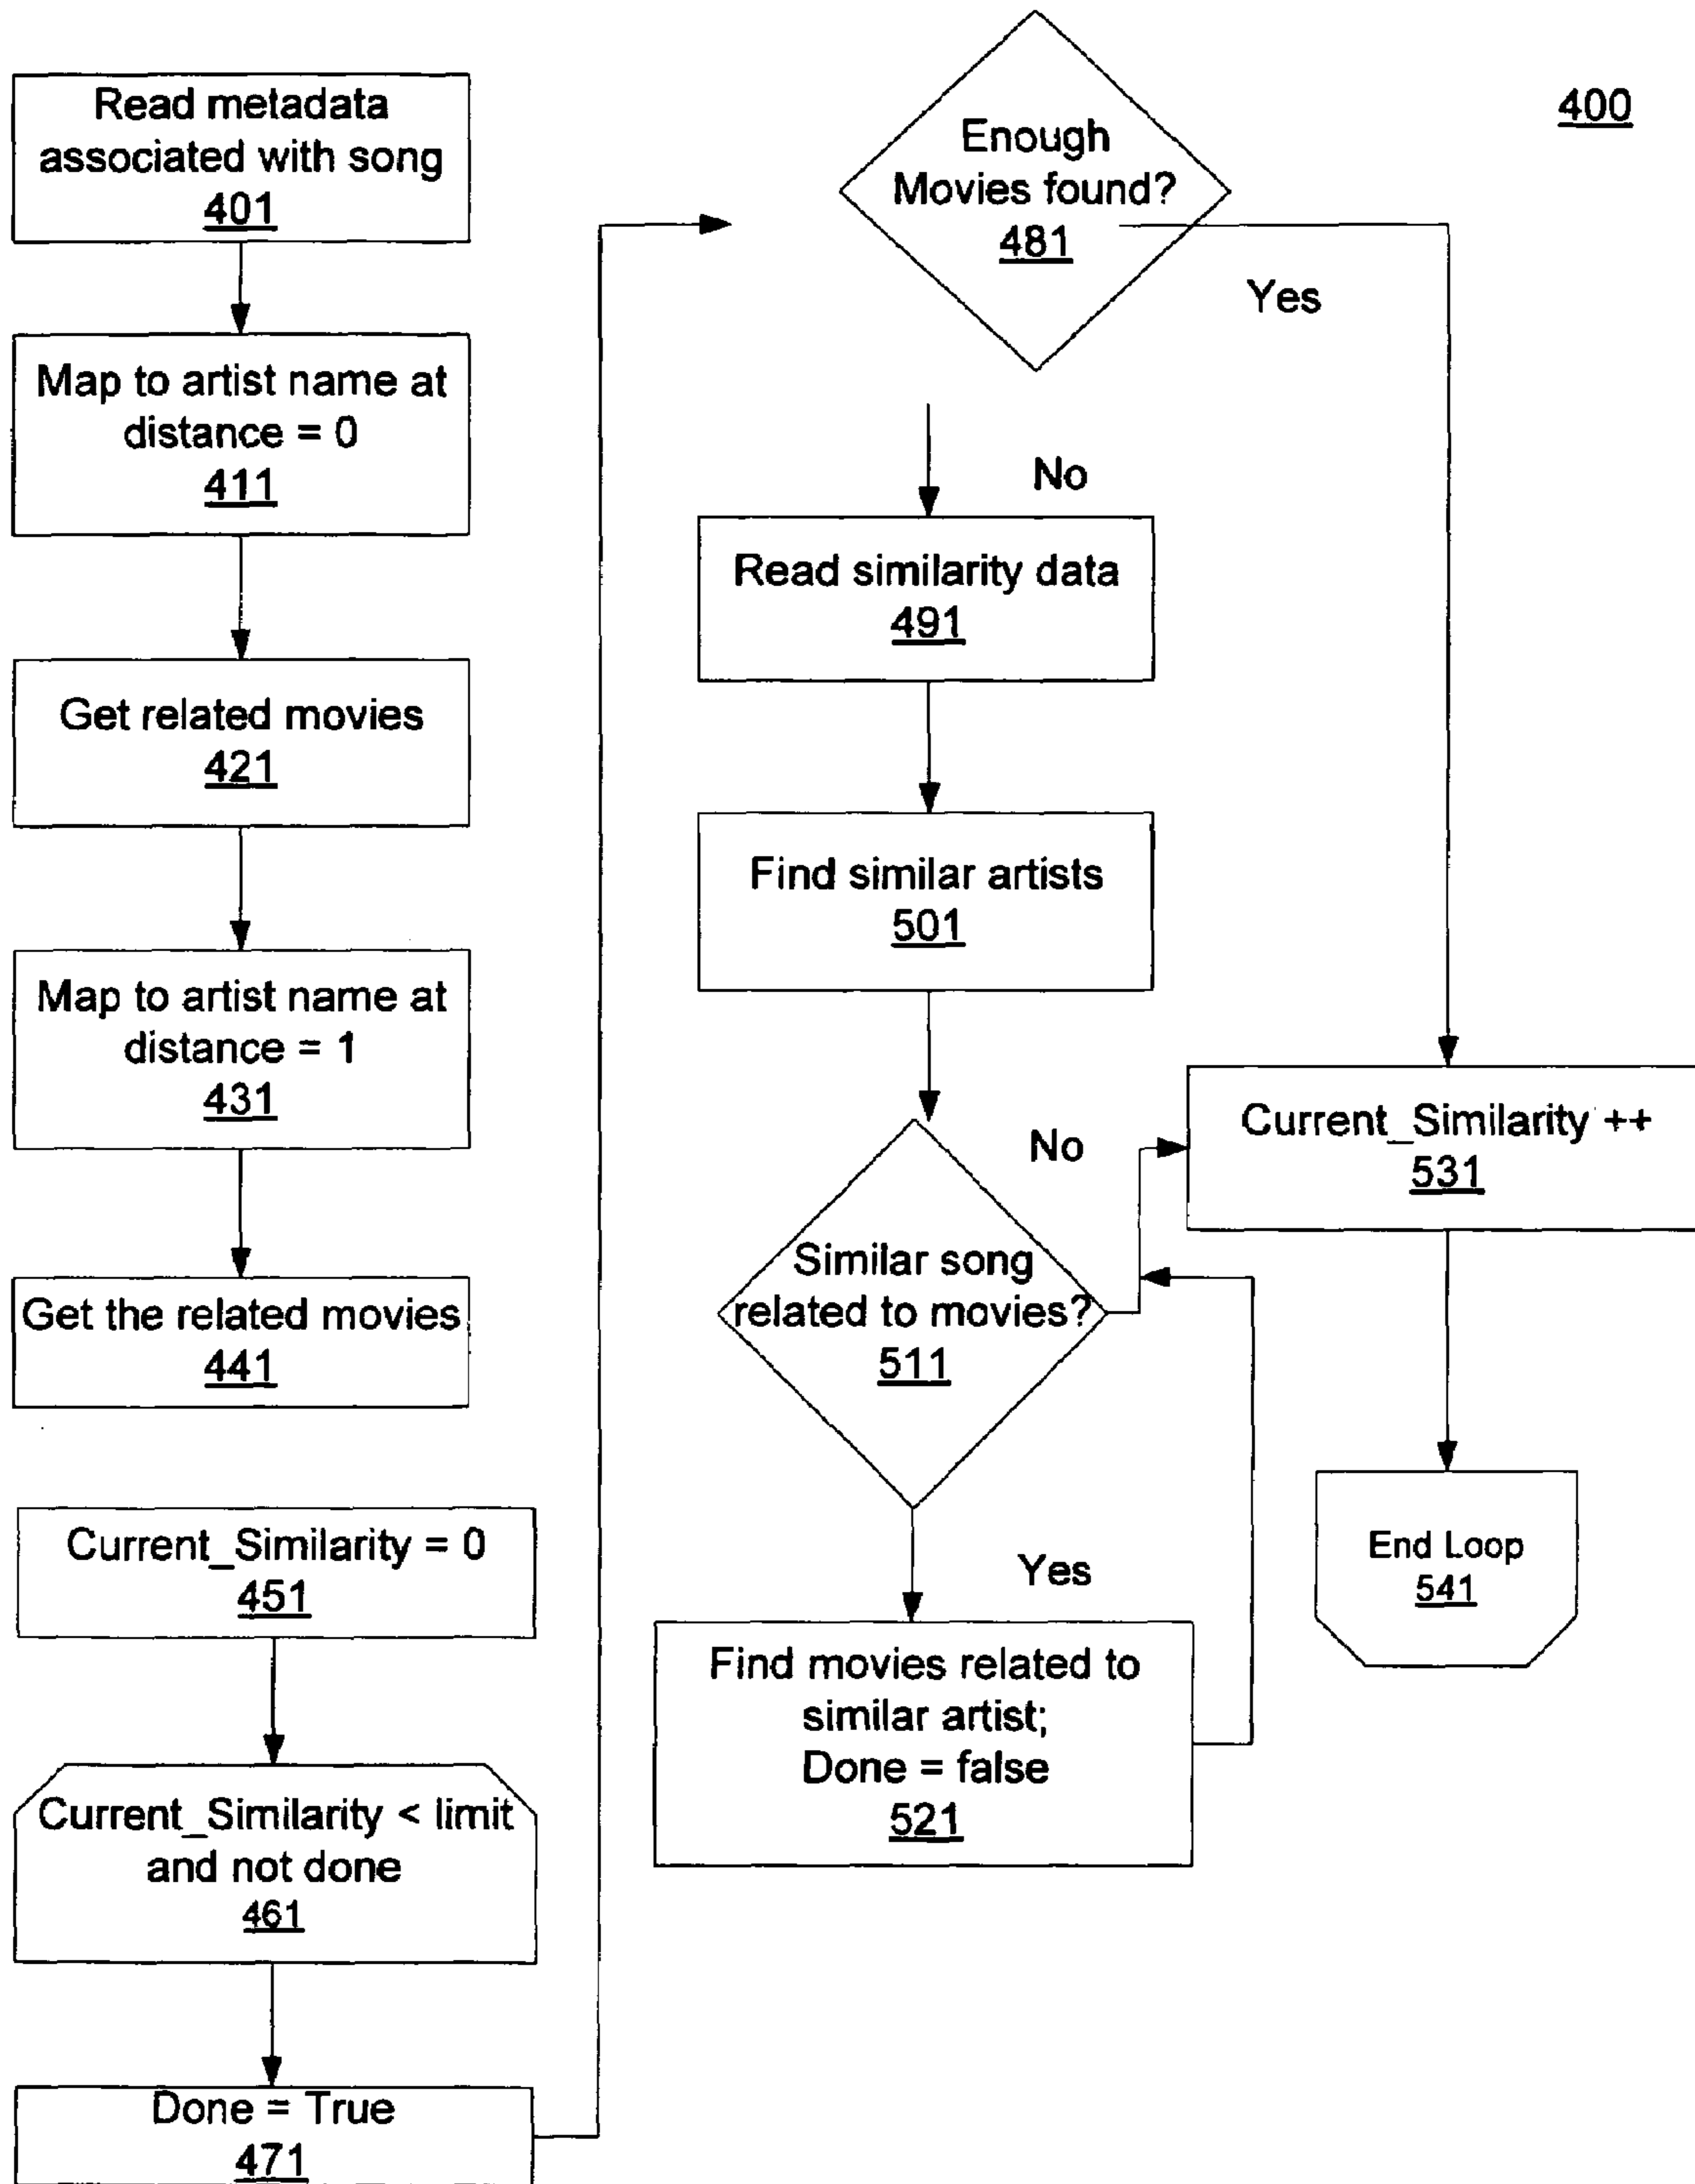 Read metadata
associated with song
401
Map to artist name at
distance = 0
411
Get related movies
421
Map to artist name at
distance = 1
431
Get the related movies
441
Current_Similarity = 0
451
Current_Similarity < limit
and not done
461
Done = True
471
400
Enough
Movies found?
481
Yes
No
Read similarity data
491
Find similar artists
501
No
Similar song
related to movies?
511
Yes
Find movies related to
similar artist;
Done = false
521
Current_Similarity ++
531
End Loop
541